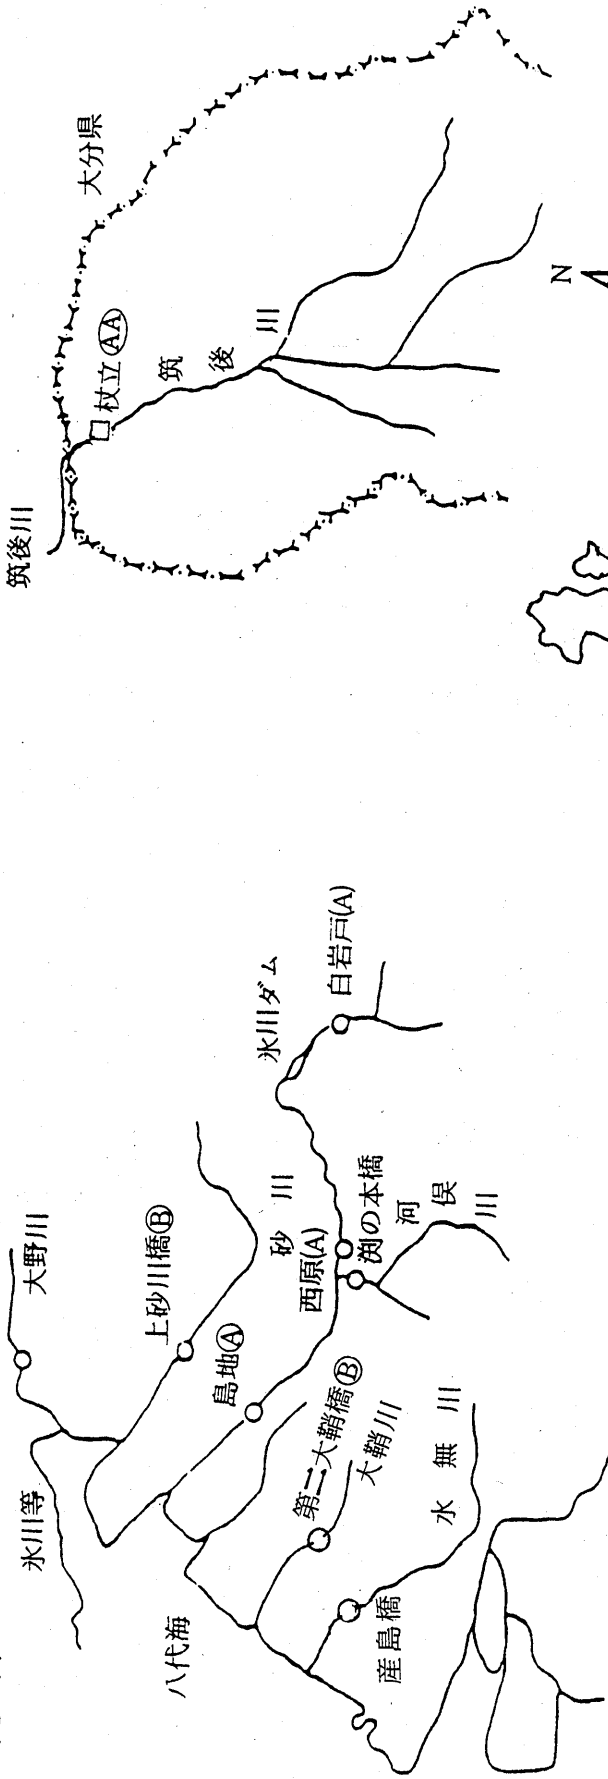 氷川等
大野川
上砂川橋Ⓑ
島地Ⓐ
砂川
西原(A)
渕の本橋
河俣川
氷川ダム
白岩戸(A)
八代海
第二大鞘橋Ⓑ
大鞘川
水無川
産島橋
筑後川
杖立ⒶⒶ
筑後川
大分県
N